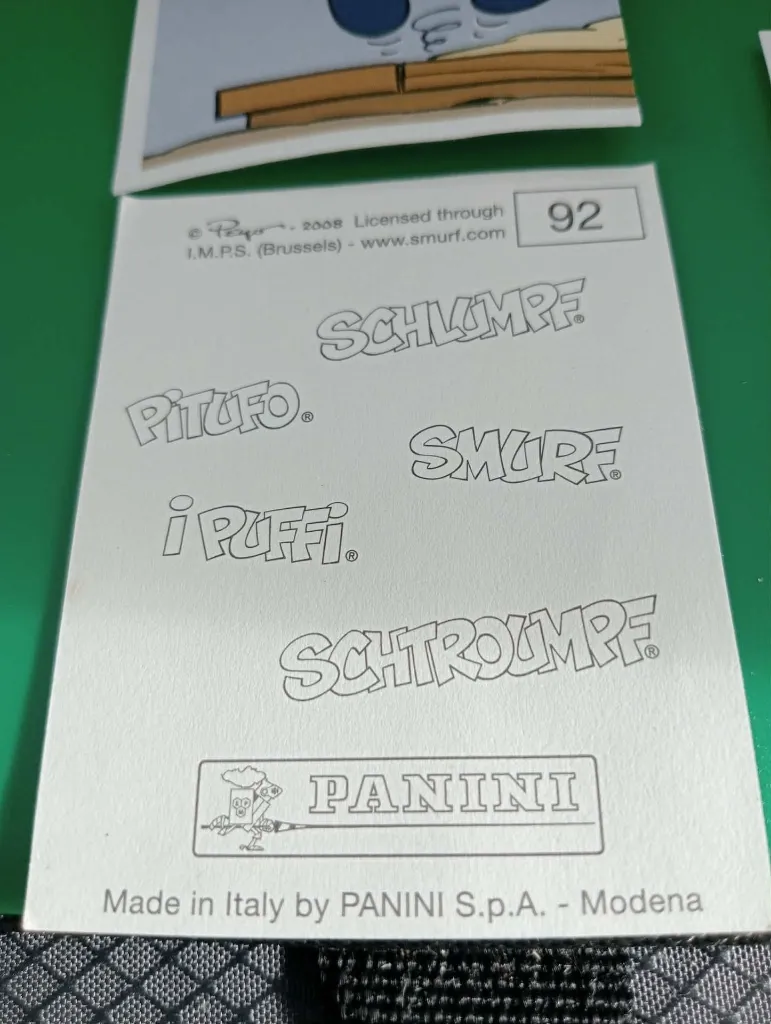 © Peyo - 2008 Licensed through
I.M.P.S. (Brussels) - www.smurf.com
92
SCHLUMPF®
PiTUFO®
SMURF®
i PUFFi®
SCHTROUMPF®
PANINI
Made in Italy by PANINI S.p.A. - Modena